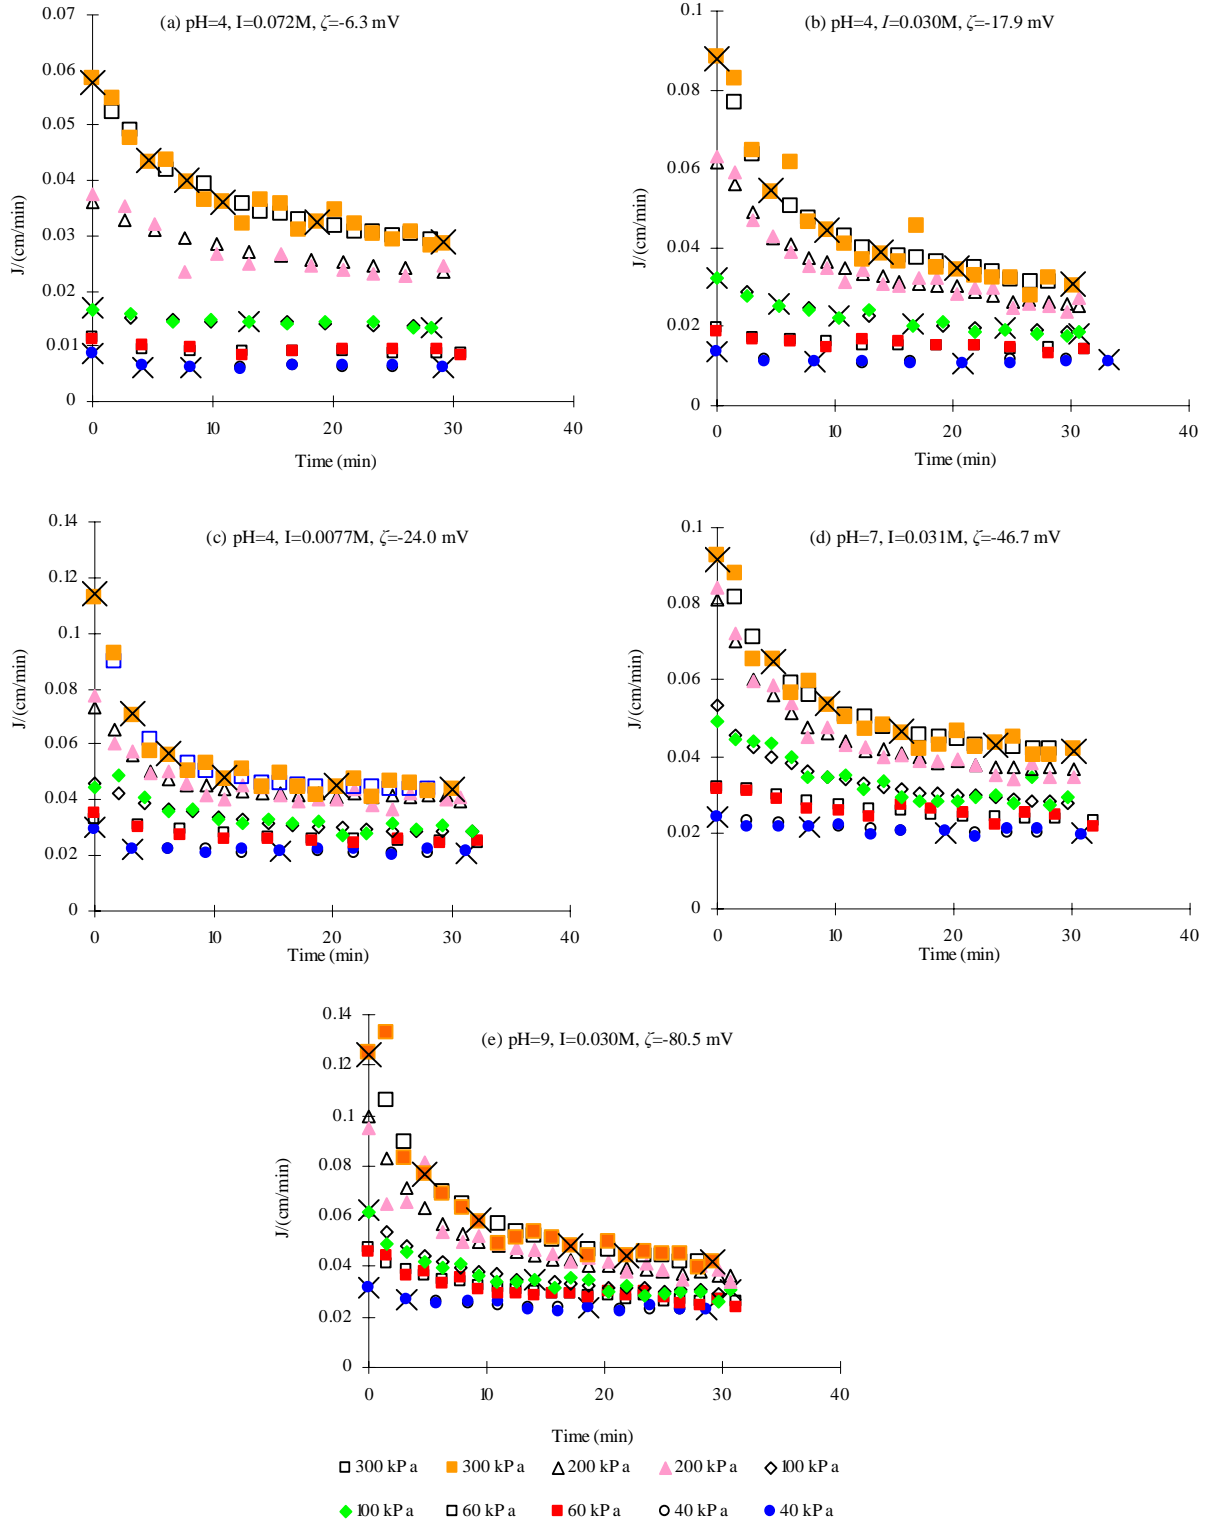 (a) pH=4, I=0.072M, ζ=-6.3 mV
J/(cm/min)
0.07
0.06
0.05
0.04
0.03
0.02
0.01
0
0 10 20 30 40
Time (min)
(b) pH=4, I=0.030M, ζ=-17.9 mV
J/(cm/min)
0.1
0.08
0.06
0.04
0.02
0
0 10 20 30 40
Time (min)
(c) pH=4, I=0.0077M, ζ=-24.0 mV
J/(cm/min)
0.14
0.12
0.1
0.08
0.06
0.04
0.02
0
0 10 20 30 40
Time (min)
(d) pH=7, I=0.031M, ζ=-46.7 mV
J/(cm/min)
0.1
0.08
0.06
0.04
0.02
0
0 10 20 30 40
Time (min)
(e) pH=9, I=0.030M, ζ=-80.5 mV
J/(cm/min)
0.14
0.12
0.1
0.08
0.06
0.04
0.02
0
0 10 20 30 40
Time (min)
300 kPa 300 kPa 200 kPa 200 kPa 100 kPa
100 kPa 60 kPa 60 kPa 40 kPa 40 kPa